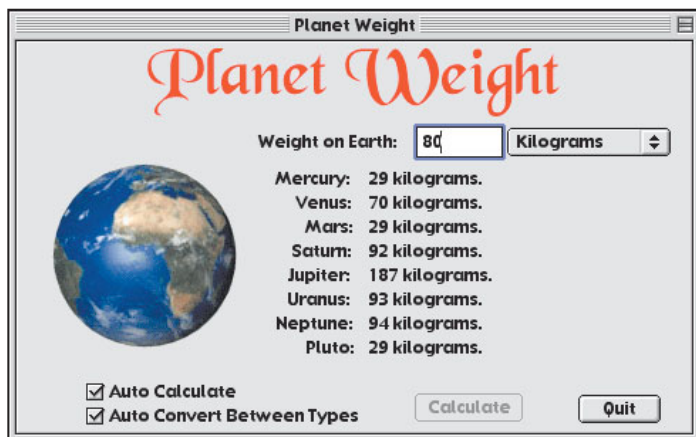 Planet Weight
Planet Weight
Weight on Earth: 80 Kilograms
Mercury: 29 kilograms.
Venus: 70 kilograms.
Mars: 29 kilograms.
Saturn: 92 kilograms.
Jupiter: 187 kilograms.
Uranus: 93 kilograms.
Neptune: 94 kilograms.
Pluto: 29 kilograms.
Auto Calculate
Auto Convert Between Types
Calculate
Quit